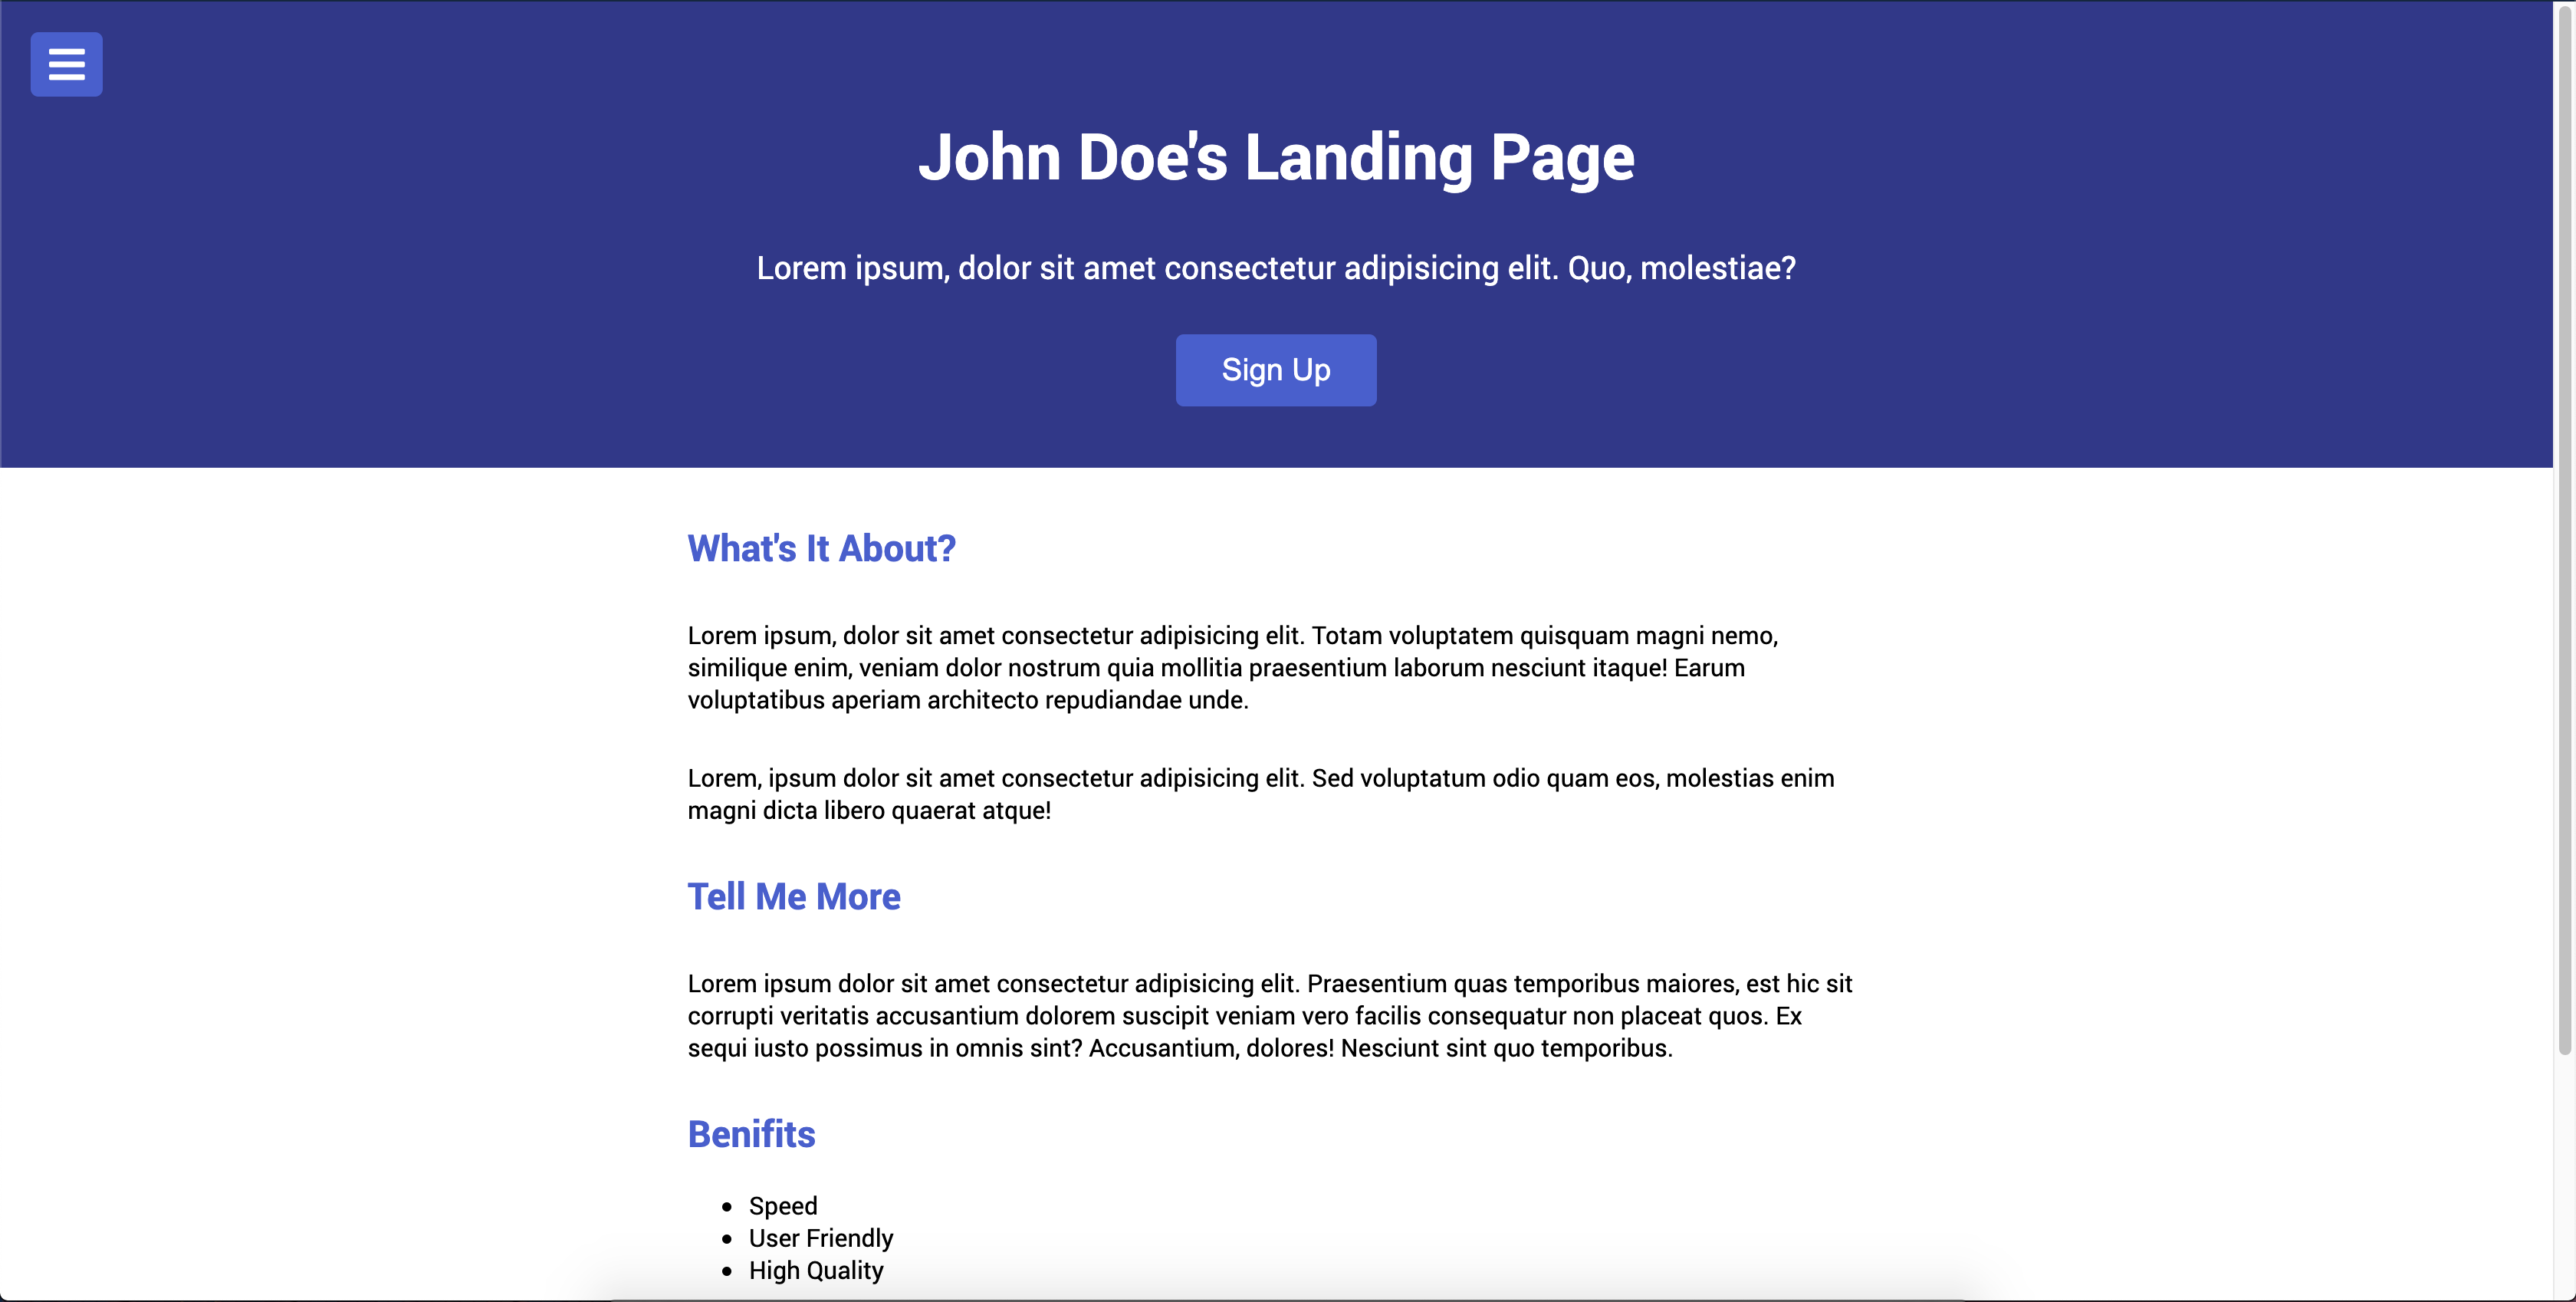 John Doe's Landing Page
Lorem ipsum, dolor sit amet consectetur adipisicing elit. Quo, molestiae?
Sign Up
What's It About?
Lorem ipsum, dolor sit amet consectetur adipisicing elit. Totam voluptatem quisquam magni nemo,
similique enim, veniam dolor nostrum quia mollitia praesentium laborum nesciunt itaque! Earum
voluptatibus aperiam architecto repudiandae unde.
Lorem, ipsum dolor sit amet consectetur adipisicing elit. Sed voluptatum odio quam eos, molestias enim
magni dicta libero quaerat atque!
Tell Me More
Lorem ipsum dolor sit amet consectetur adipisicing elit. Praesentium quas temporibus maiores, est hic sit
corrupti veritatis accusantium dolorem suscipit veniam vero facilis consequatur non placeat quos. Ex
sequi iusto possimus in omnis sint? Accusantium, dolores! Nesciunt sint quo temporibus.
Benifits
• Speed
• User Friendly
• High Quality